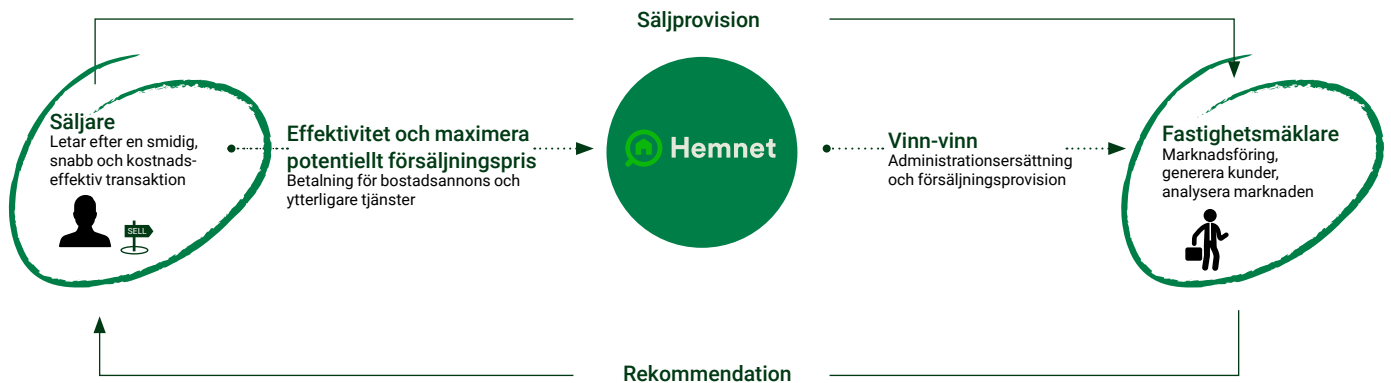 Säljprovision
Säljare
Letar efter en smidig,
snabb och kostnads-
effektiv transaktion
SELL
Effektivitet och maximera
potentiellt försäljningspris
Betalning för bostadsannons och
ytterligare tjänster
Hemnet
Vinn-vinn
Administrationsersättning
och försäljningsprovision
Fastighetsmäklare
Marknadsföring,
generera kunder,
analysera marknaden
Rekommendation